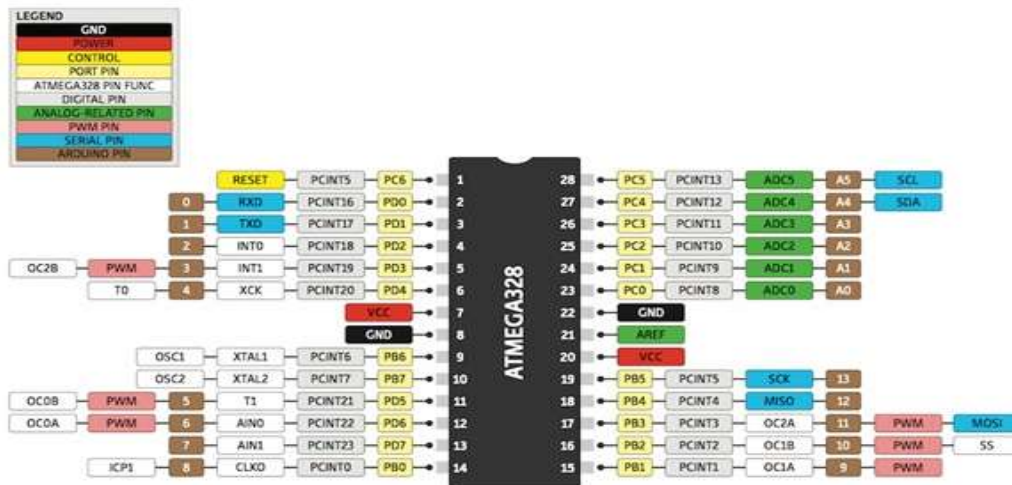 LEGEND
GND
POWER
CONTROL
PORT PIN
ATMEGA328 PIN FUNC
DIGITAL PIN
ANALOG-RELATED PIN
PWM PIN
SERIAL PIN
ARDUINO PIN
ATMEGA328
RESET PCINT5 PC6 1 28 PC5 PCINT13 ADC5 A5 SCL
0 RXD PCINT16 PD0 2 27 PC4 PCINT12 ADC4 A4 SDA
1 TXD PCINT17 PD1 3 26 PC3 PCINT11 ADC3 A3
2 INT0 PCINT18 PD2 4 25 PC2 PCINT10 ADC2 A2
OC2B PWM 3 INT1 PCINT19 PD3 5 24 PC1 PCINT9 ADC1 A1
T0 4 XCK PCINT20 PD4 6 23 PC0 PCINT8 ADC0 A0
VCC 7 22 GND
GND 8 21 AREF
OSC1 XTAL1 PCINT6 PB6 9 20 VCC
OSC2 XTAL2 PCINT7 PB7 10 19 PB5 PCINT5 SCK 13
OC0B PWM 5 T1 PCINT21 PD5 11 18 PB4 PCINT4 MISO 12
OC0A PWM 6 AIN0 PCINT22 PD6 12 17 PB3 PCINT3 OC2A 11 PWM MOSI
7 AIN1 PCINT23 PD7 13 16 PB2 PCINT2 OC1B 10 PWM SS
ICP1 8 CLKO PCINT0 PB0 14 15 PB1 PCINT1 OC1A 9 PWM